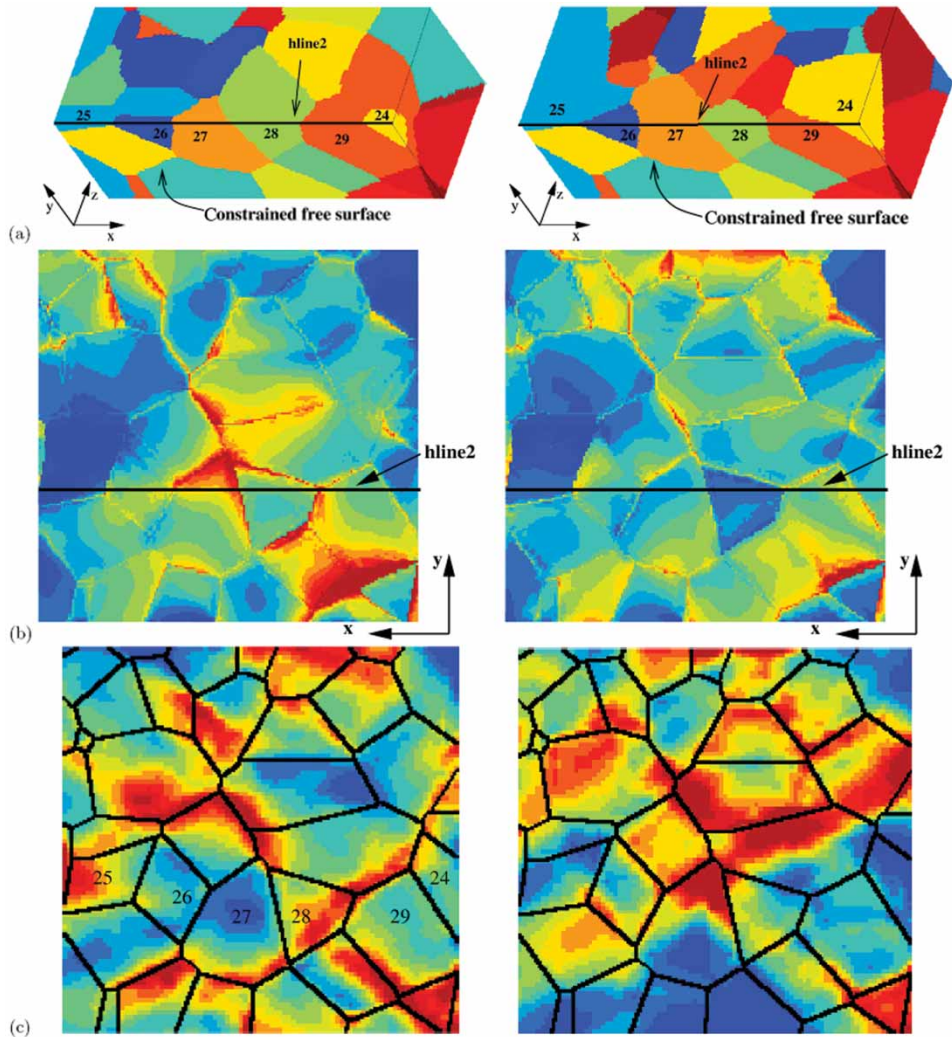 hline2
25
26
27
28
29
24
Constrained free surface
y
z
x
hline2
25
26
27
28
29
24
Constrained free surface
y
z
x
(a)
hline2
y
x
hline2
y
x
(b)
25
26
27
28
29
24
(c)